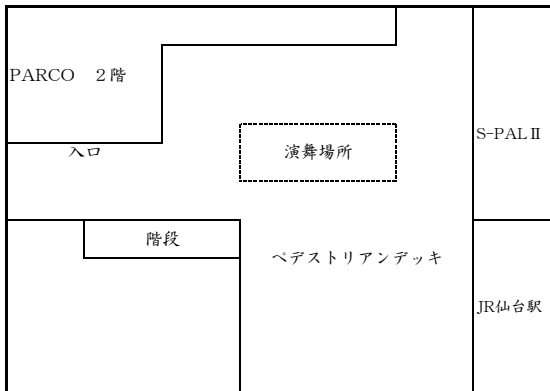 PARCO　２階
S-PALⅡ
入口
演舞場所
階段
ペデストリアンデッキ
JR仙台駅